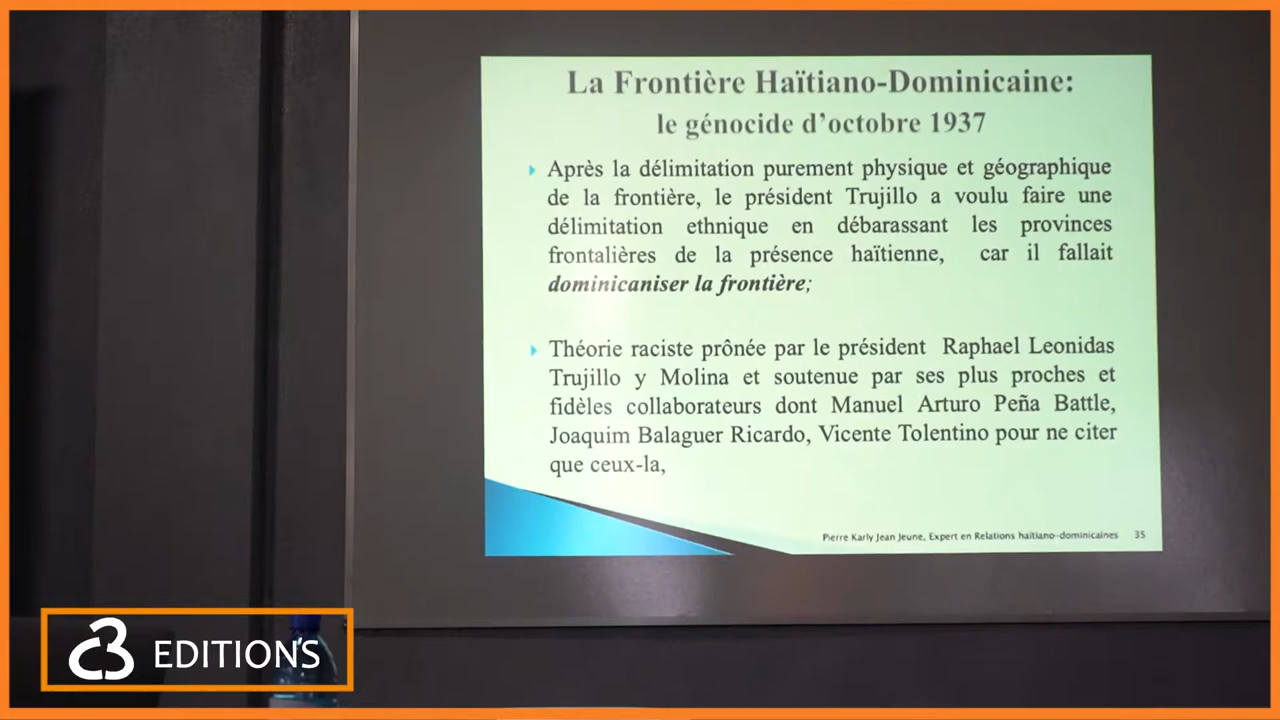 La Frontière Haïtiano-Dominicaine:
le génocide d’octobre 1937
Après la délimitation purement physique et géographique
de la frontière, le président Trujillo a voulu faire une
délimitation ethnique en débarassant les provinces
frontalières de la présence haïtienne, car il fallait
dominicaniser la frontière;
Théorie raciste prônée par le président Raphael Leonidas
Trujillo y Molina et soutenue par ses plus proches et
fidèles collaborateurs dont Manuel Arturo Peña Battle,
Joaquim Balaguer Ricardo, Vicente Tolentino pour ne citer
que ceux-la,
Pierre Karly Jean Jeune, Expert en Relations haïtiano-dominicaines 35
C3 EDITION'S